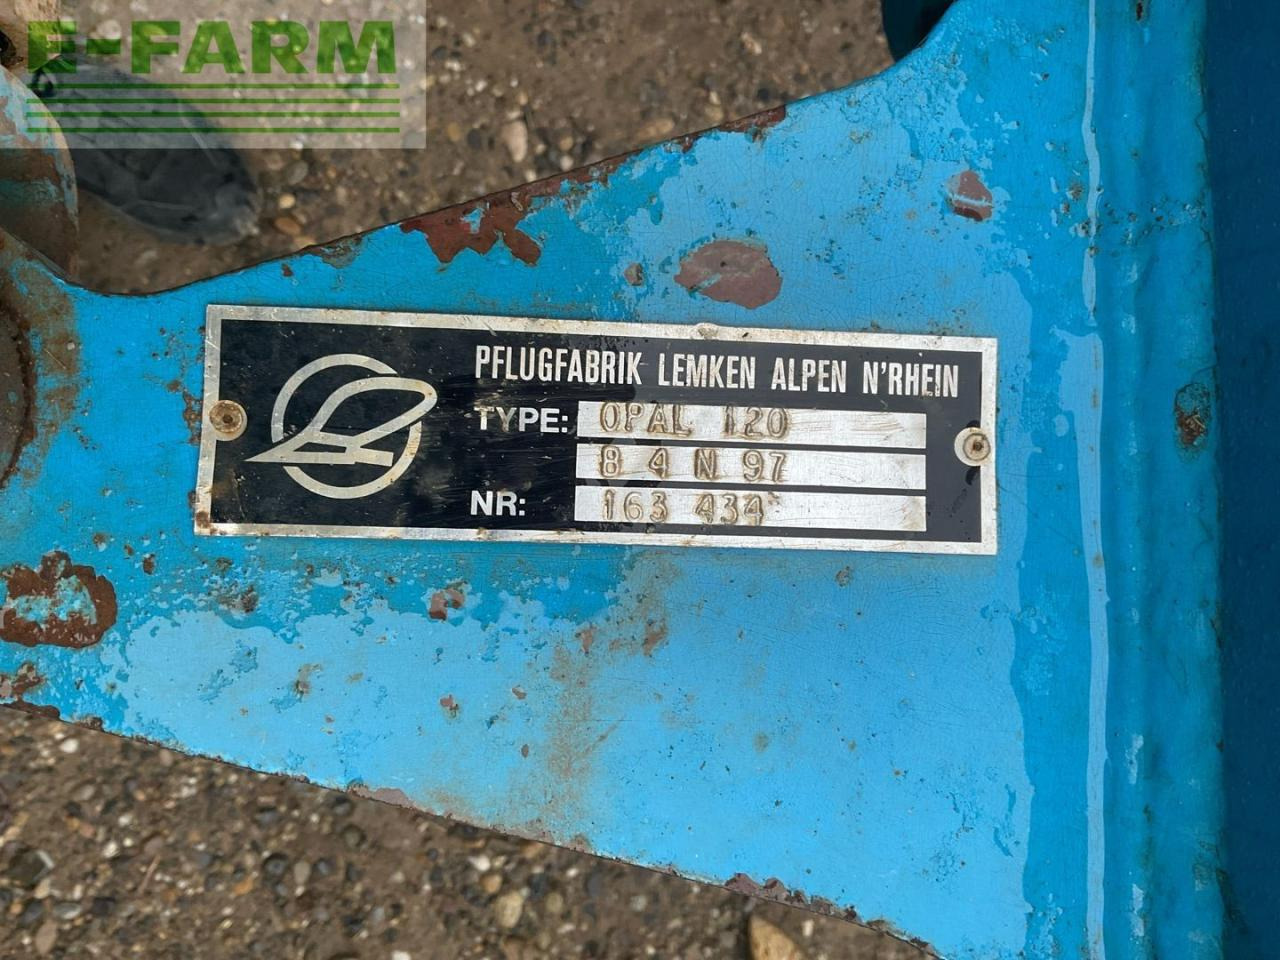 E-FARM
PFLUGFABRIK LEMKEN ALPEN N'RHEIN
TYPE: OPAL 120
8 4 N 97
NR: 163 434